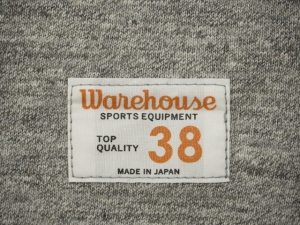 Warehouse
SPORTS EQUIPMENT
TOP
QUALITY
38
MADE IN JAPAN